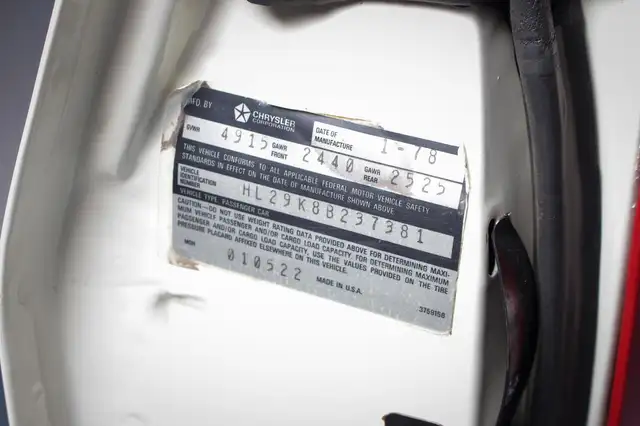 MFD. BY CHRYSLER CORPORATION DATE OF MANUFACTURE 1-78
GVWR 4915 GAWR FRONT 2440 GAWR REAR 2525
THIS VEHICLE CONFORMS TO ALL APPLICABLE FEDERAL MOTOR VEHICLE SAFETY
STANDARDS IN EFFECT ON THE DATE OF MANUFACTURE SHOWN ABOVE
VEHICLE IDENTIFICATION NUMBER HL29K8B237381
VEHICLE TYPE: PASSENGER CAR
CAUTION—DO NOT USE GVWR RATING DATA PROVIDED ABOVE FOR DETERMINING MAXI-
MUM VEHICLE PASSENGER AND/OR CARGO LOAD CAPACITY. FOR DETERMINING MAXIMUM
PASSENGER AND/OR CARGO LOAD CAPACITY, USE THE VALUES PROVIDED ON THE TIRE
PRESSURE PLACARD AFFIXED ELSEWHERE ON THIS VEHICLE.
MDH 010522 MADE IN U.S.A.
3759158